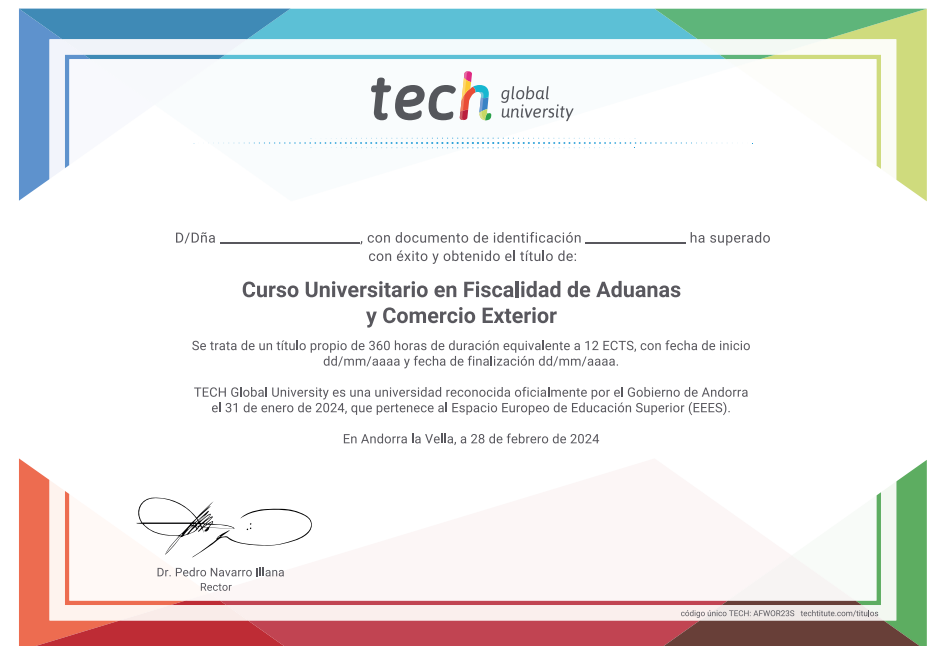 tech global
university
D/Dña ________________, con documento de identificación ____________ ha superado
con éxito y obtenido el título de:
Curso Universitario en Fiscalidad de Aduanas
y Comercio Exterior
Se trata de un título propio de 360 horas de duración equivalente a 12 ECTS, con fecha de inicio
dd/mm/aaaa y fecha de finalización dd/mm/aaaa.
TECH Global University es una universidad reconocida oficialmente por el Gobierno de Andorra
el 31 de enero de 2024, que pertenece al Espacio Europeo de Educación Superior (EEES).
En Andorra la Vella, a 28 de febrero de 2024
Dr. Pedro Navarro Illana
Rector
código único TECH: AFWOR23S techtitute.com/titulos